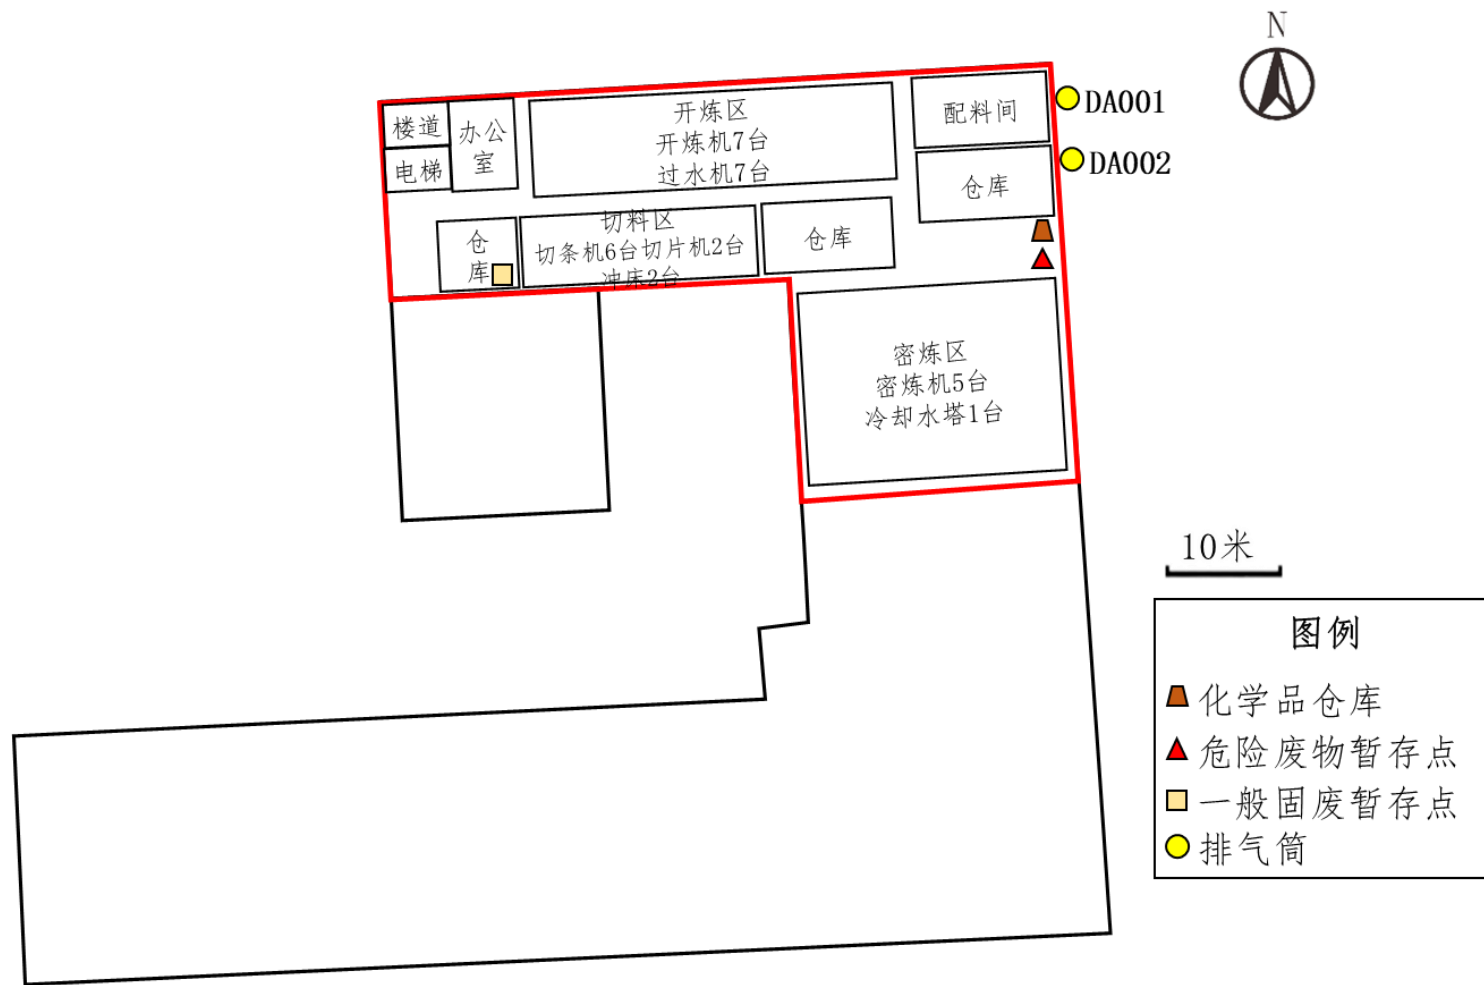 N
楼道
电梯
办公
室
开炼区
开炼机7台
过水机7台
配料间
DA001
仓库
DA002
仓
库
切料区
切条机6台切片机2台
冲床2台
仓库
密炼区
密炼机5台
冷却水塔1台
10米
图例
化学品仓库
危险废物暂存点
一般固废暂存点
排气筒